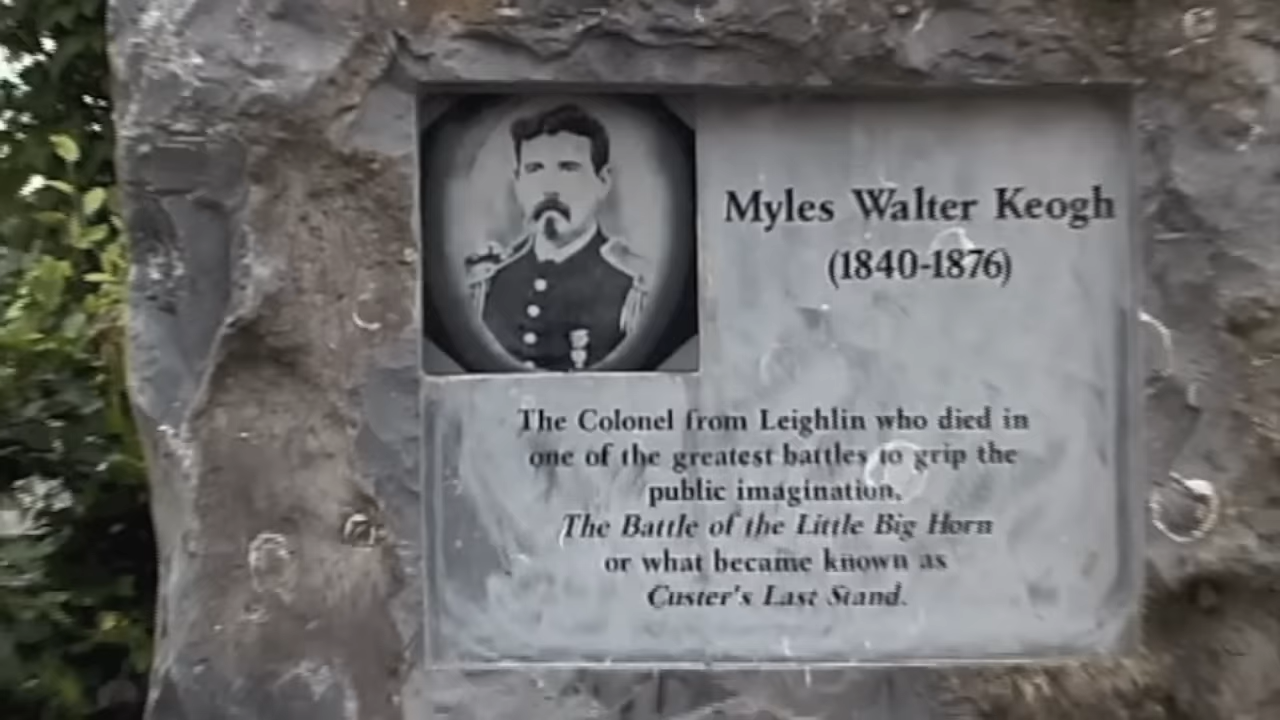 Myles Walter Keogh
(1840-1876)
The Colonel from Leighlin who died in
one of the greatest battles to grip the
public imagination,
The Battle of the Little Big Horn
or what became known as
Custer's Last Stand.